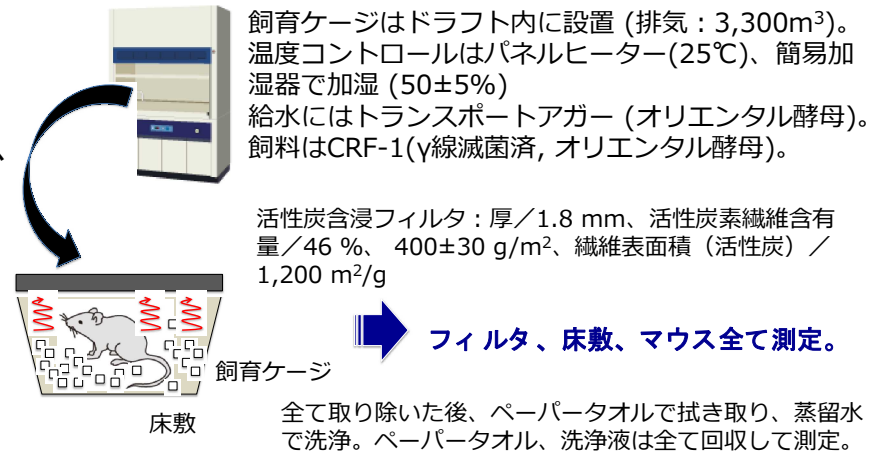 飼育ケージはドラフト内に設置 (排気：3,300m³)。
温度コントロールはパネルヒーター(25℃)、簡易加
湿器で加湿 (50±5%)
給水にはトランスポートアガー (オリエンタル酵母)。
飼料はCRF-1(γ線滅菌済, オリエンタル酵母)。
活性炭含浸フィルタ：厚／1.8 mm、活性炭素繊維含有
量／46 %、 400±30 g/m²、繊維表面積（活性炭）／
1,200 m²/g
フィルタ、床敷、マウス全て測定。
飼育ケージ
床敷
全て取り除いた後、ペーパータオルで拭き取り、蒸留水
で洗浄。ペーパータオル、洗浄液は全て回収して測定。